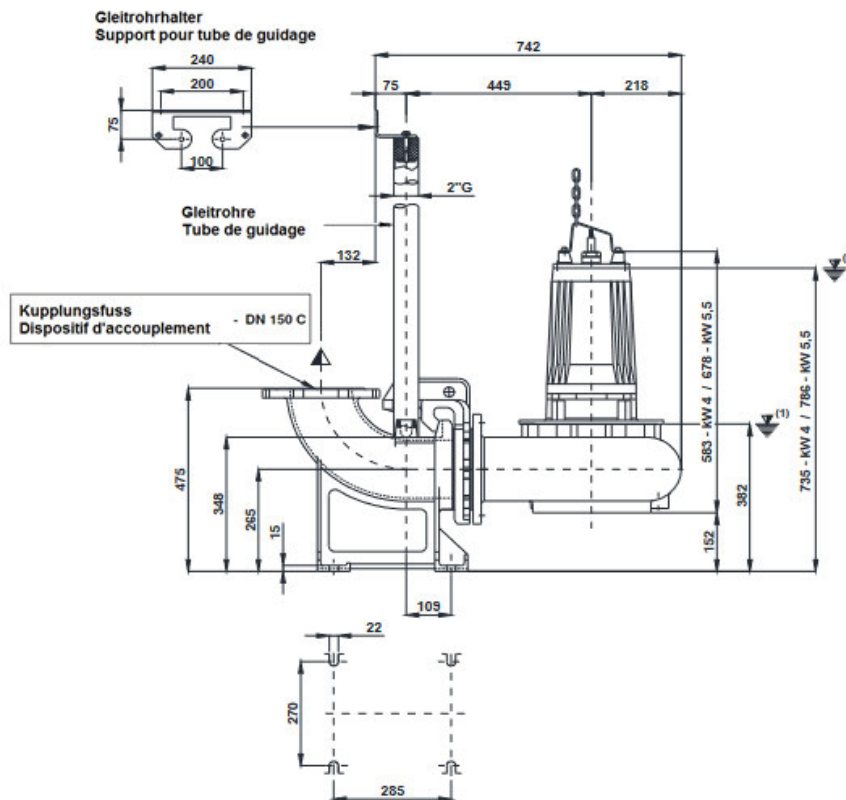 Gleitrohrhalter
Support pour tube de guidage
240
200
75
100
742
75
449
218
2"G
Gleitrohre
Tube de guidage
132
Kupplungsfuss
Dispositif d'accouplement - DN 150 C
475
348
265
15
583 - kW 4 / 678 - kW 5,5
735 - kW 4 / 786 - kW 5,5
(1)
382
152
109
22
270
285